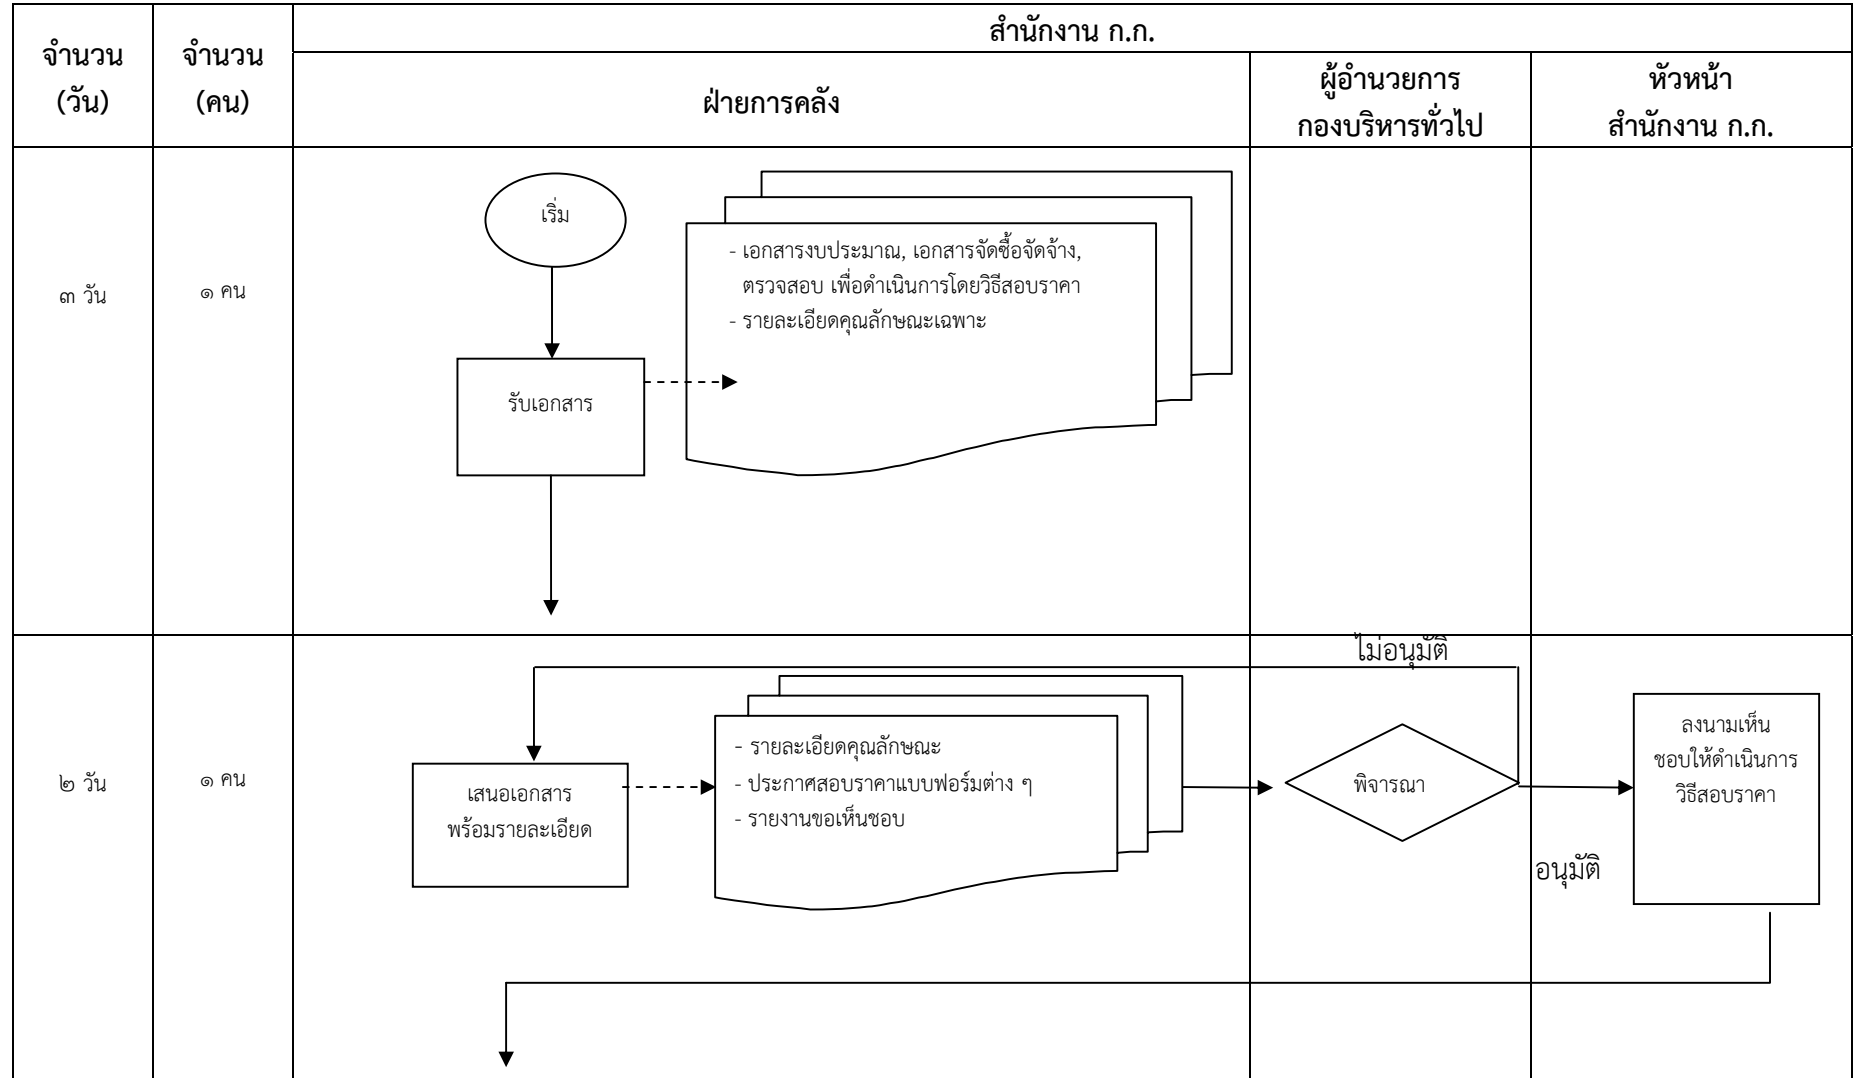 สำนักงาน ก.ก.
จำนวน
(วัน)
จำนวน
(คน)
ฝ่ายการคลัง
ผู้อำนวยการ
กองบริหารทั่วไป
หัวหน้า
สำนักงาน ก.ก.
๓ วัน
๑ คน
เริ่ม
- เอกสารงบประมาณ, เอกสารจัดซื้อจัดจ้าง,
ตรวจสอบ เพื่อดำเนินการโดยวิธีสอบราคา
- รายละเอียดคุณลักษณะเฉพาะ
รับเอกสาร
๒ วัน
๑ คน
ไม่อนุมัติ
เสนอเอกสาร
พร้อมรายละเอียด
- รายละเอียดคุณลักษณะ
- ประกาศสอบราคาแบบฟอร์มต่าง ๆ
- รายงานขอเห็นชอบ
พิจารณา
อนุมัติ
ลงนามเห็น
ชอบให้ดำเนินการ
วิธีสอบราคา